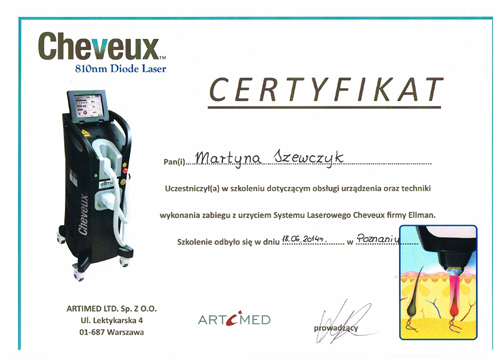 Cheveux™
810nm Diode Laser
CERTYFIKAT
Pan(i)....Martyna Szewczyk
Uczestniczył(a) w szkoleniu dotyczącym obsługi urządzenia oraz techniki
wykonania zabiegu z urzyciem Systemu Laserowego Cheveux firmy Ellman.
Szkolenie odbyło się w dniu 18.06.2014r. w Poznaniu
Cheveux
ARTIMED LTD. Sp. Z O.O.
Ul. Lektykarska 4
01-687 Warszawa
ARTIMED
prowadzący